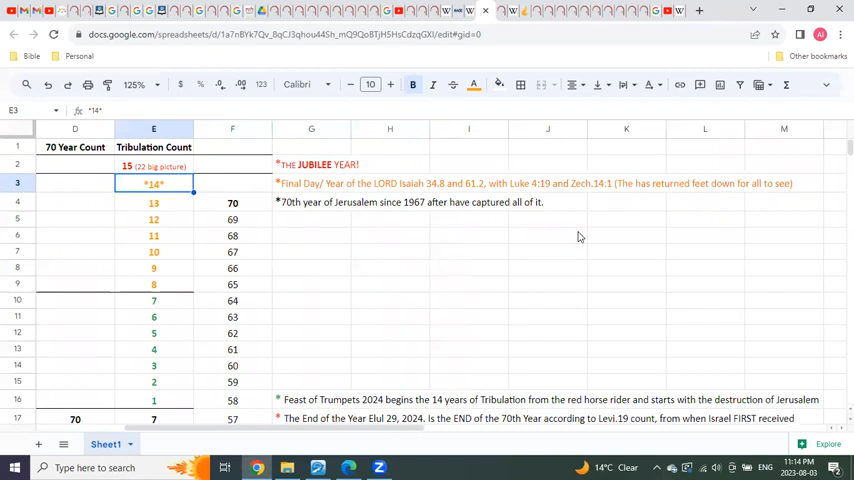 docs.google.com/spreadsheets/d/1a7nBYk7Qv_8qCJ3qhou44Sh_mQ9QoBTjH5HsCdzqGXI/edit#gid=0
Bible Personal Other bookmarks
125% $ % .0 .00 123 Calibri 10 B I A
E3 fx *14*
D E F G H I J K L M
1 70 Year Count Tribulation Count
2 15 (22 big picture) *THE JUBILEE YEAR!
3 *14* *Final Day/ Year of the LORD Isaiah 34.8 and 61.2, with Luke 4:19 and Zech.14:1 (The has returned feet down for all to see)
4 13 70 *70th year of Jerusalem since 1967 after have captured all of it.
5 12 69
6 11 68
7 10 67
8 9 66
9 8 65
10 7 64
11 6 63
12 5 62
13 4 61
14 3 60
15 2 59
16 1 58 * Feast of Trumpets 2024 begins the 14 years of Tribulation from the red horse rider and starts with the destruction of Jerusalem
17 70 7 57 * The End of the Year Elul 29, 2024. Is the END of the 70th Year according to Levi.19 count, from when Israel FIRST received
Sheet1 Explore
Type here to search 14°C Clear ENG 11:14 PM
2023-08-03 2